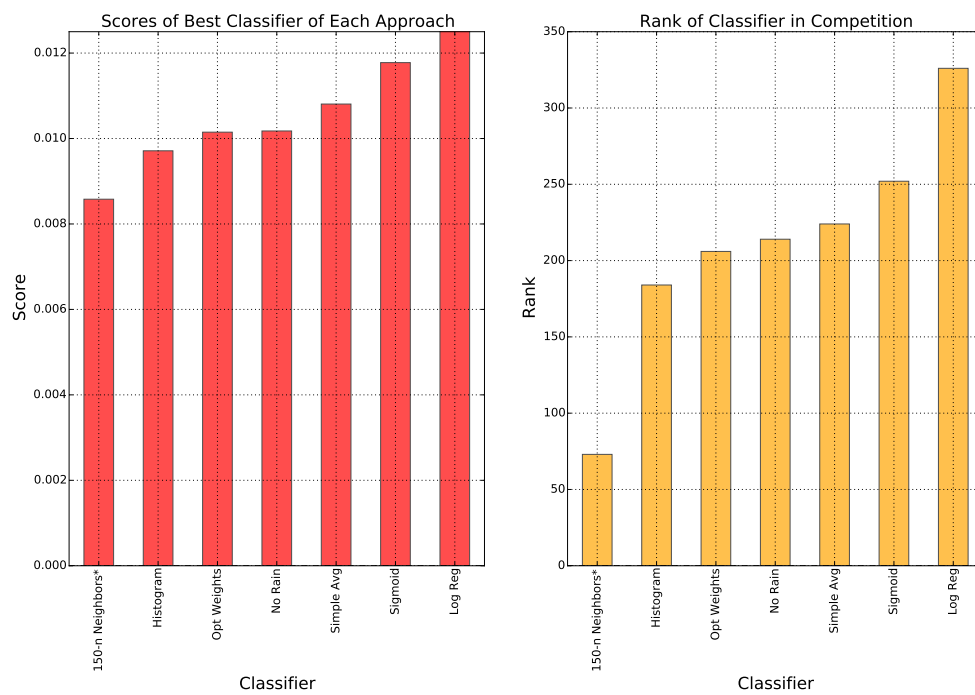 Scores of Best Classifier of Each Approach
0.012
0.010
0.008
0.006
0.004
0.002
0.000
Score
150-n Neighbors*
Histogram
Opt Weights
No Rain
Simple Avg
Sigmoid
Log Reg
Classifier
Rank of Classifier in Competition
350
300
250
200
150
100
50
0
Rank
150-n Neighbors*
Histogram
Opt Weights
No Rain
Simple Avg
Sigmoid
Log Reg
Classifier